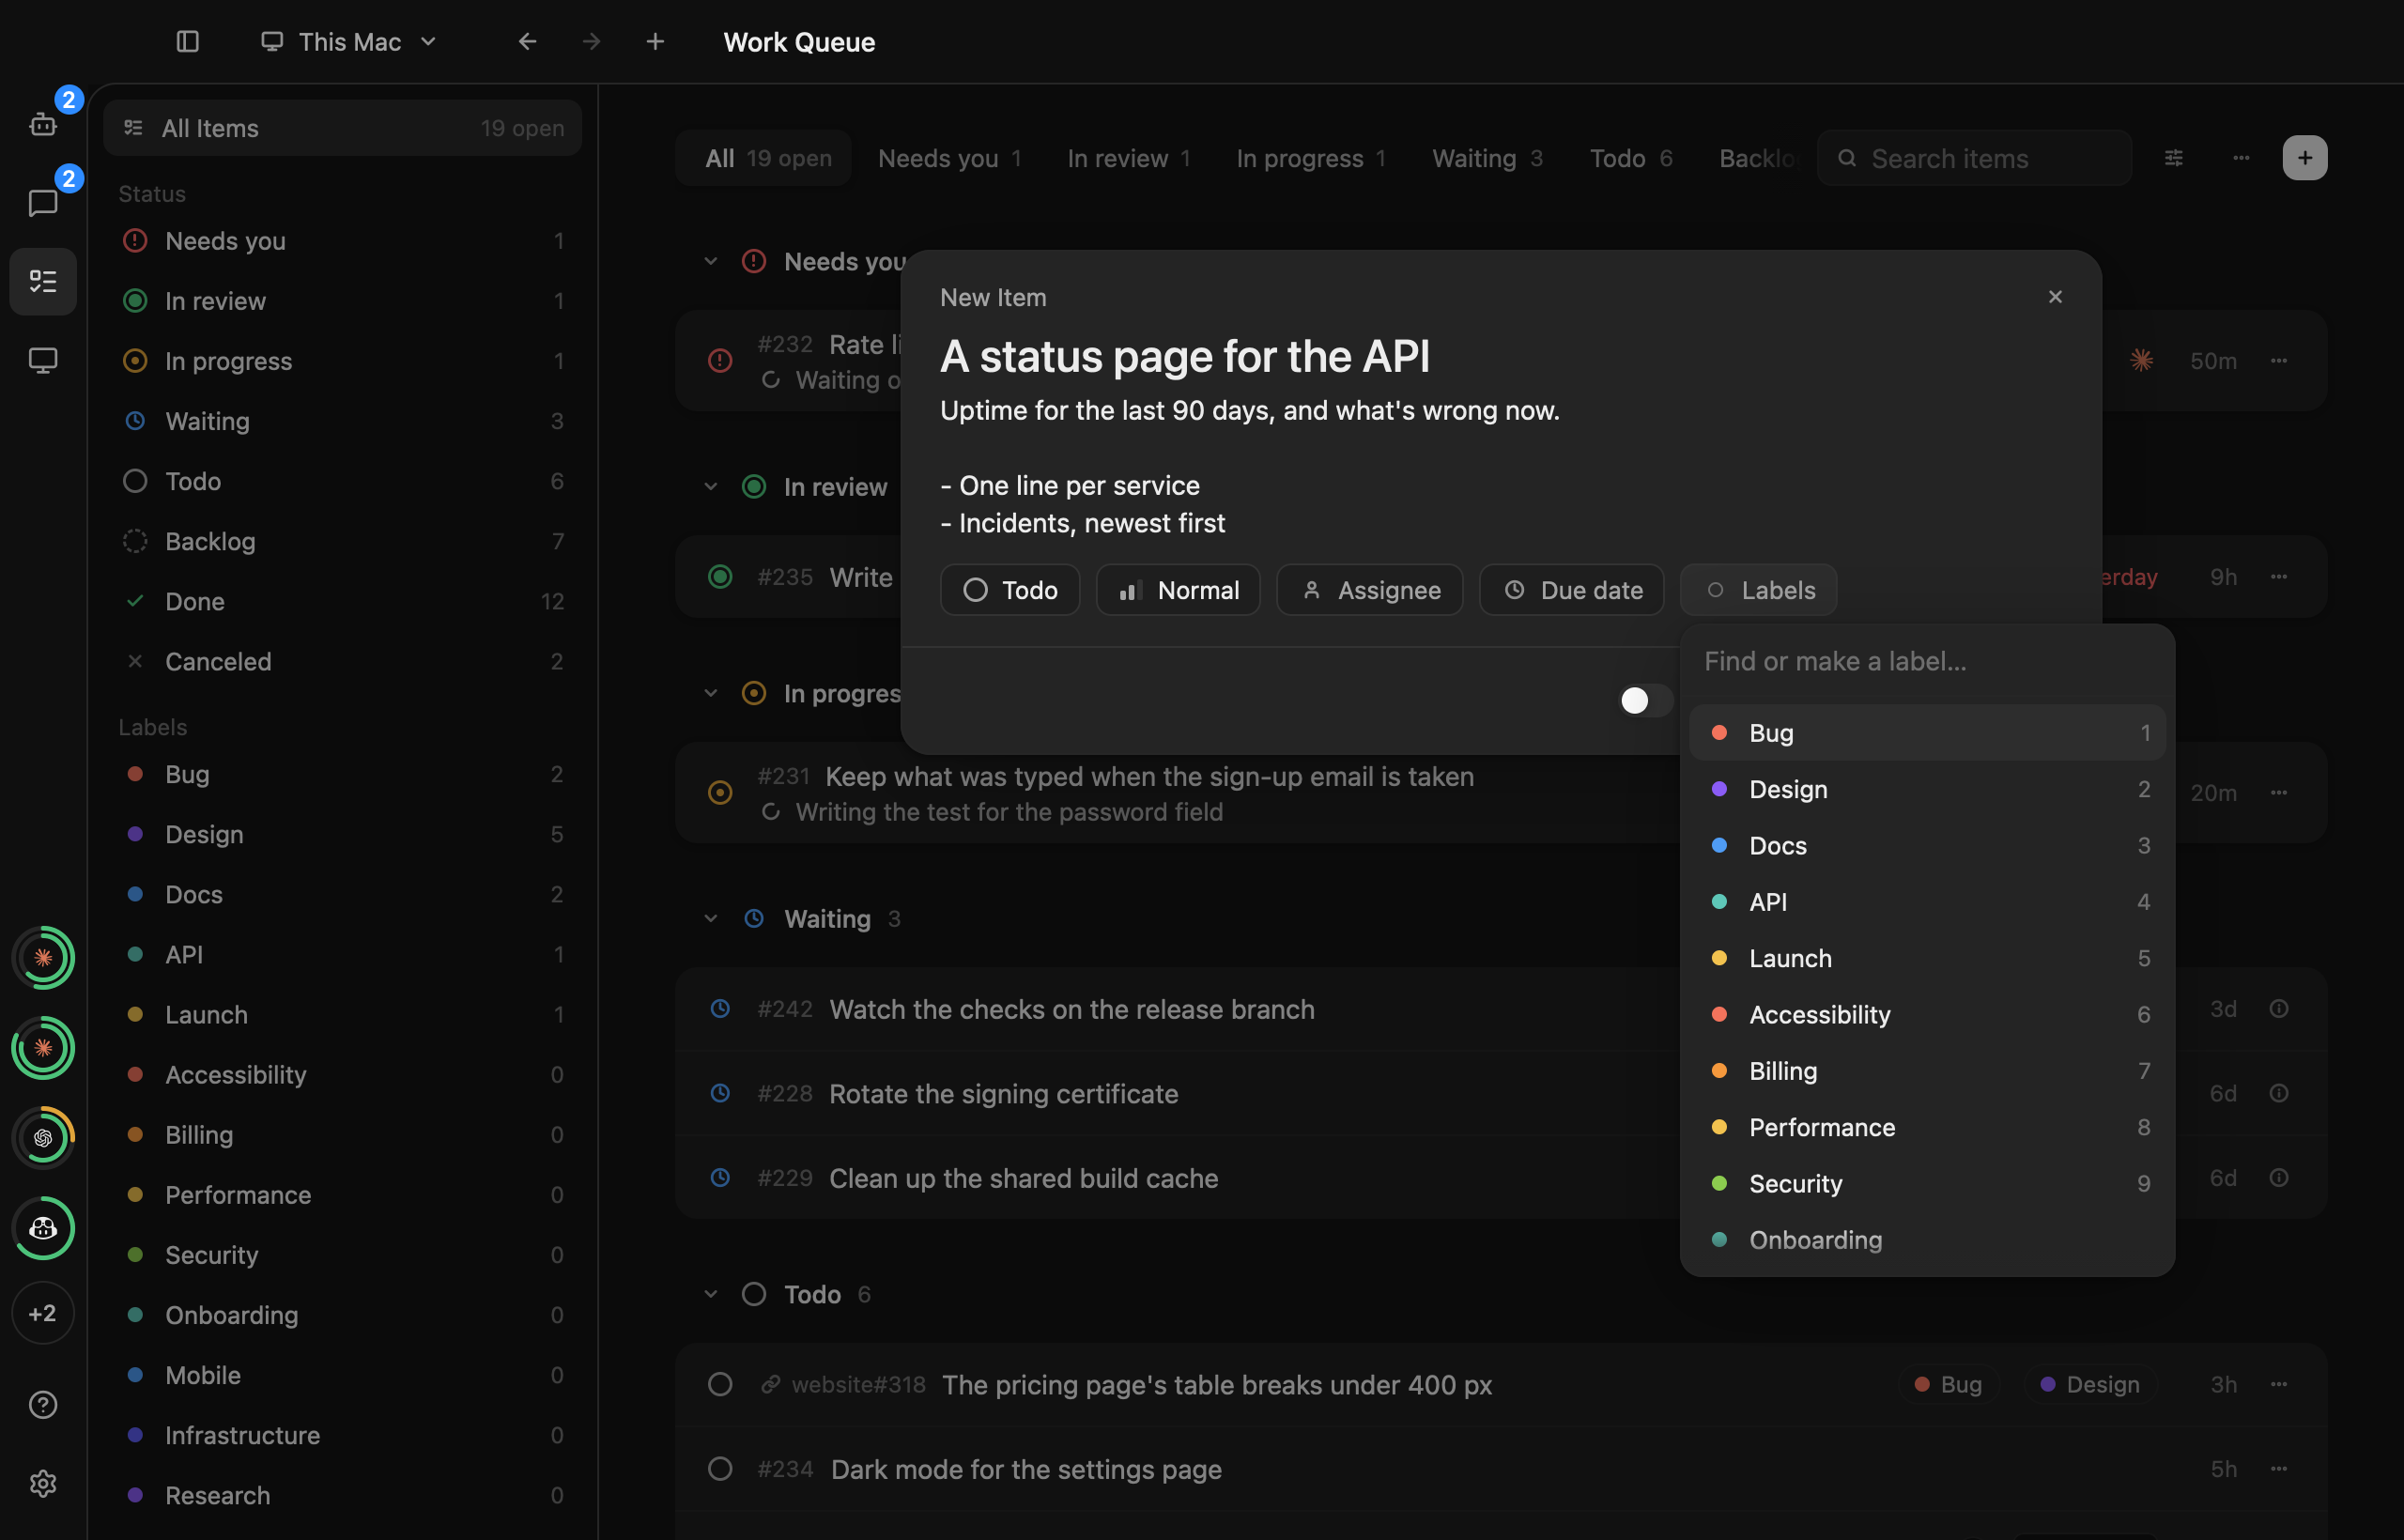 This Mac
Work Queue
2
2
All Items 19 open
Status
Needs you 1
In review 1
In progress 1
Waiting 3
Todo 6
Backlog 7
Done 12
Canceled 2
Labels
Bug 2
Design 5
Docs 2
API 1
Launch 1
Accessibility 0
Billing 0
Performance 0
Security 0
Onboarding 0
Mobile 0
Infrastructure 0
Research 0
+2
All 19 open Needs you 1 In review 1 In progress 1 Waiting 3 Todo 6 Backlo Search items
Needs you
#232 Rate li 50m
Waiting o
In review
#235 Write erday 9h
In progres
#231 Keep what was typed when the sign-up email is taken 20m
Writing the test for the password field
Waiting 3
#242 Watch the checks on the release branch 3d
#228 Rotate the signing certificate 6d
#229 Clean up the shared build cache 6d
Todo 6
website#318 The pricing page's table breaks under 400 px Bug Design 3h
#234 Dark mode for the settings page 5h
New Item
A status page for the API
Uptime for the last 90 days, and what's wrong now.
- One line per service
- Incidents, newest first
Todo Normal Assignee Due date Labels
Find or make a label...
Bug 1
Design 2
Docs 3
API 4
Launch 5
Accessibility 6
Billing 7
Performance 8
Security 9
Onboarding